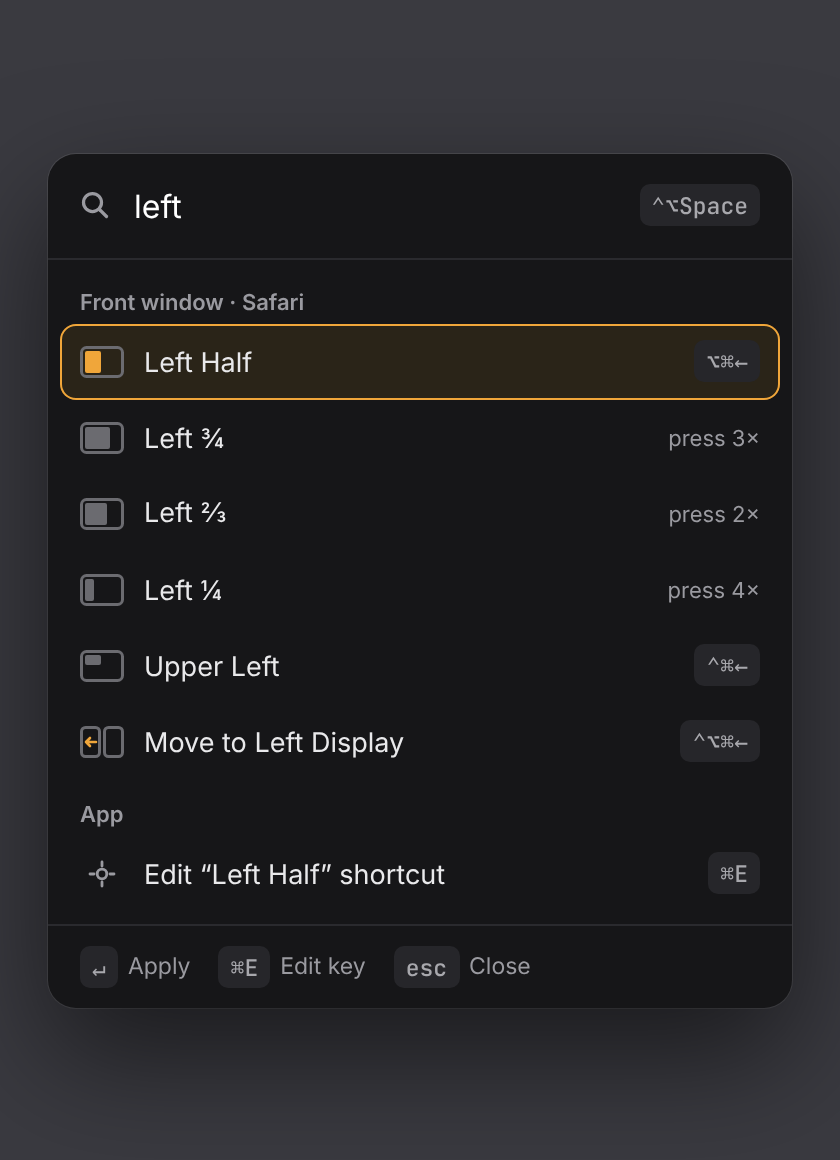 left ^⌥Space
Front window · Safari
Left Half ⌥⌘←
Left ¾ press 3×
Left ⅔ press 2×
Left ¼ press 4×
Upper Left ^⌘←
Move to Left Display ^⌥⌘←
App
Edit “Left Half” shortcut ⌘E
↵ Apply ⌘E Edit key esc Close